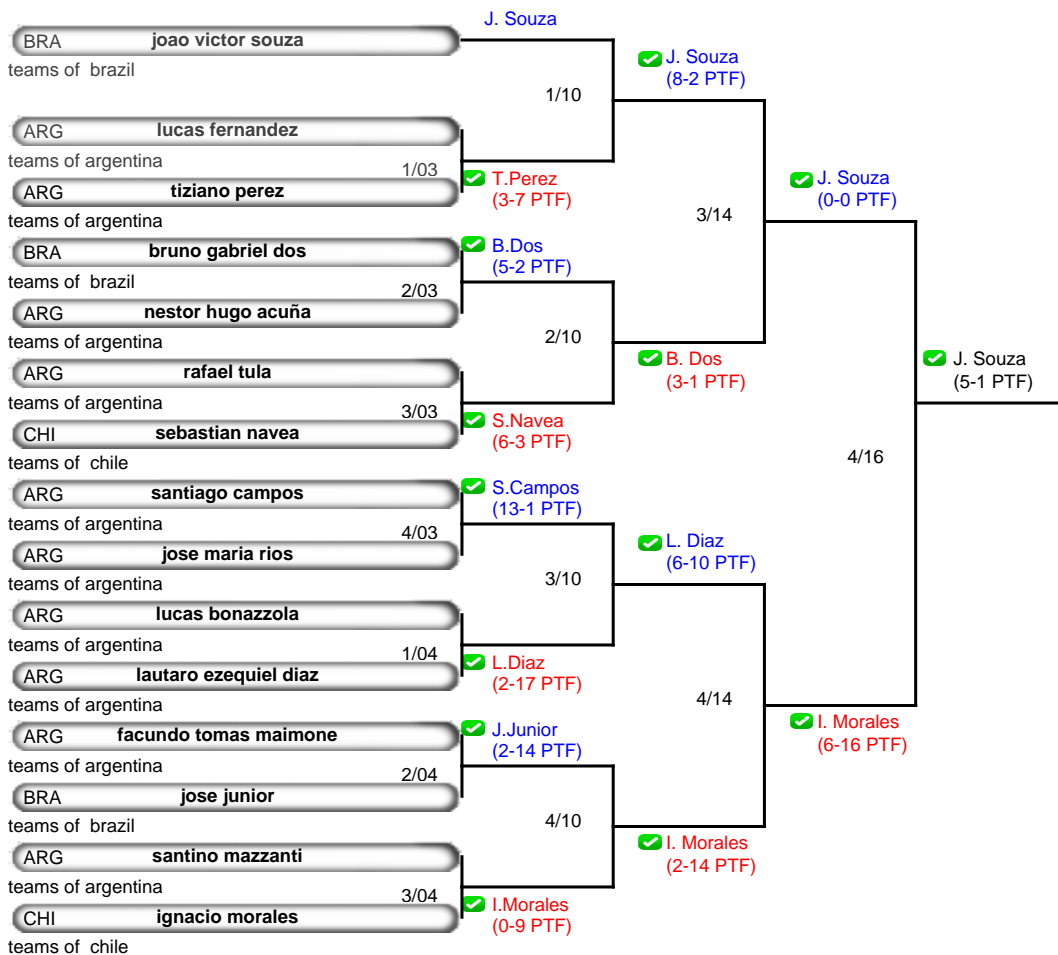 J. Souza
BRA joao victor souza
teams of brazil
J. Souza
(8-2 PTF)
1/10
ARG lucas fernandez
teams of argentina
1/03
ARG tiziano perez
teams of argentina
T.Perez
(3-7 PTF)
J. Souza
(0-0 PTF)
3/14
BRA bruno gabriel dos
teams of brazil
B.Dos
(5-2 PTF)
2/03
ARG nestor hugo acuña
teams of argentina
2/10
B. Dos
(3-1 PTF)
ARG rafael tula
teams of argentina
3/03
CHI sebastian navea
teams of chile
S.Navea
(6-3 PTF)
J. Souza
(5-1 PTF)
4/16
ARG santiago campos
teams of argentina
S.Campos
(13-1 PTF)
4/03
ARG jose maria rios
teams of argentina
3/10
L. Diaz
(6-10 PTF)
ARG lucas bonazzola
teams of argentina
1/04
ARG lautaro ezequiel diaz
teams of argentina
L.Diaz
(2-17 PTF)
4/14
I. Morales
(6-16 PTF)
ARG facundo tomas maimone
teams of argentina
J.Junior
(2-14 PTF)
2/04
BRA jose junior
teams of brazil
4/10
I. Morales
(2-14 PTF)
ARG santino mazzanti
teams of argentina
3/04
CHI ignacio morales
teams of chile
I.Morales
(0-9 PTF)